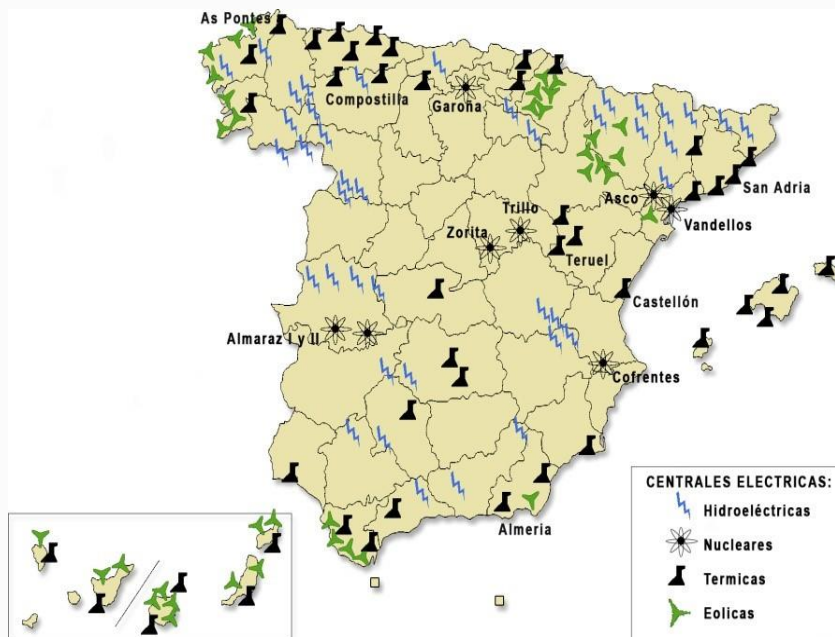 As Pontes
Compostilla
Garoña
Asco
San Adria
Trillo
Vandellos
Zorita
Teruel
Castellón
Almaraz I y II
Cofrentes
Almeria
CENTRALES ELECTRICAS:
Hidroeléctricas
Nucleares
Termicas
Eolicas